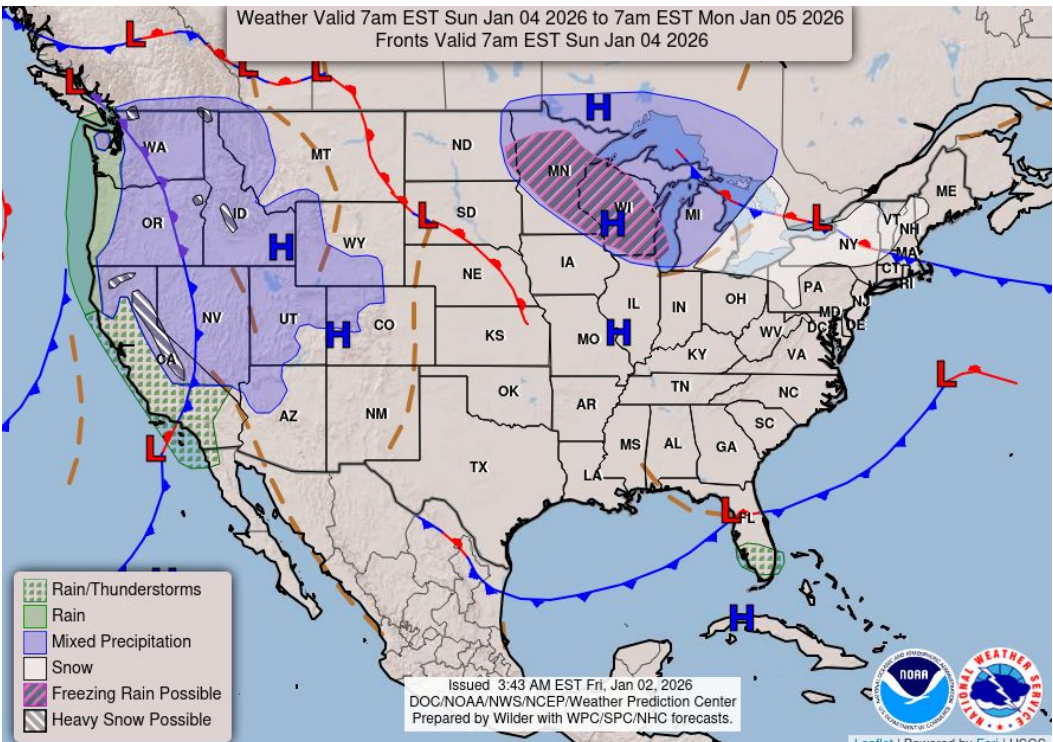 Weather Valid 7am EST Sun Jan 04 2026 to 7am EST Mon Jan 05 2026
Fronts Valid 7am EST Sun Jan 04 2026
L
L
L
L
H
WA
MT
ND
MN
ME
OR
ID
SD
L
WI
H
MI
L
VT
NH
NY
MA
CT
RI
H
WY
NE
IA
PA
NJ
NV
UT
CO
H
IL
IN
OH
MD
DE
DC
WV
VA
CA
KS
MO
H
KY
L
AZ
NM
OK
AR
TN
NC
SC
L
TX
MS
AL
GA
LA
L
FL
H
Rain/Thunderstorms
Rain
Mixed Precipitation
Snow
Freezing Rain Possible
Heavy Snow Possible
Issued 3:43 AM EST Fri, Jan 02, 2026
DOC/NOAA/NWS/NCEP/Weather Prediction Center
Prepared by Wilder with WPC/SPC/NHC forecasts.
NOAA
NATIONAL WEATHER SERVICE